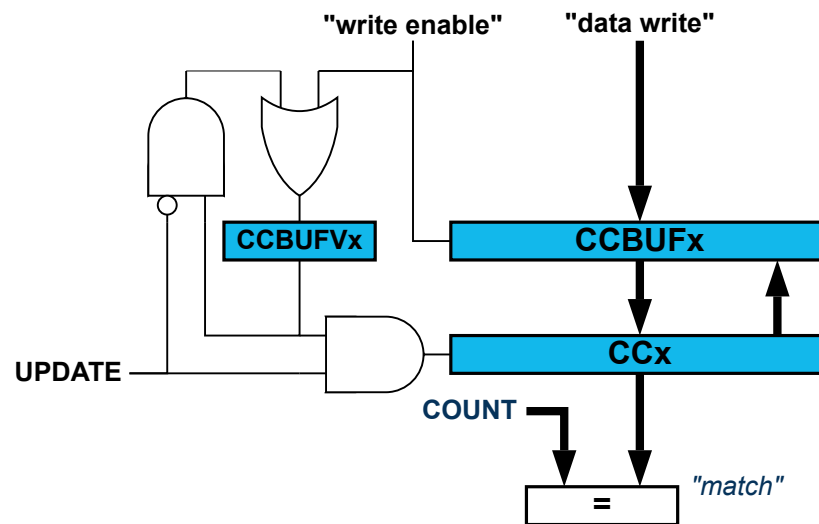 "write enable"
"data write"
CCBUFVx
CCBUFx
UPDATE
CCx
COUNT
"match"
=